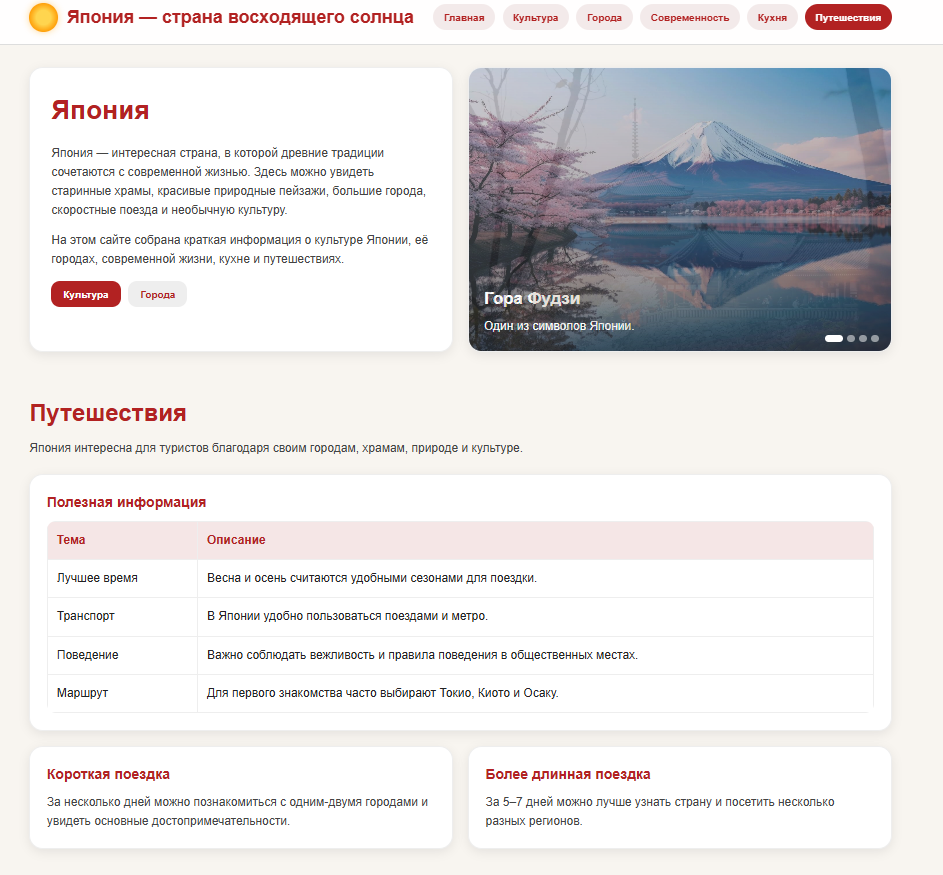 Япония — страна восходящего солнца
Главная
Культура
Города
Современность
Кухня
Путешествия
Япония
Япония — интересная страна, в которой древние традиции
сочетаются с современной жизнью. Здесь можно увидеть
старинные храмы, красивые природные пейзажи, большие города,
скоростные поезда и необычную культуру.
На этом сайте собрана краткая информация о культуре Японии, её
городах, современной жизни, кухне и путешествиях.
Культура
Города
Гора Фудзи
Один из символов Японии.
Путешествия
Япония интересна для туристов благодаря своим городам, храмам, природе и культуре.
Полезная информация
Тема
Описание
Лучшее время
Весна и осень считаются удобными сезонами для поездки.
Транспорт
В Японии удобно пользоваться поездами и метро.
Поведение
Важно соблюдать вежливость и правила поведения в общественных местах.
Маршрут
Для первого знакомства часто выбирают Токио, Киото и Осаку.
Короткая поездка
За несколько дней можно познакомиться с одним-двумя городами и
увидеть основные достопримечательности.
Более длинная поездка
За 5–7 дней можно лучше узнать страну и посетить несколько
разных регионов.